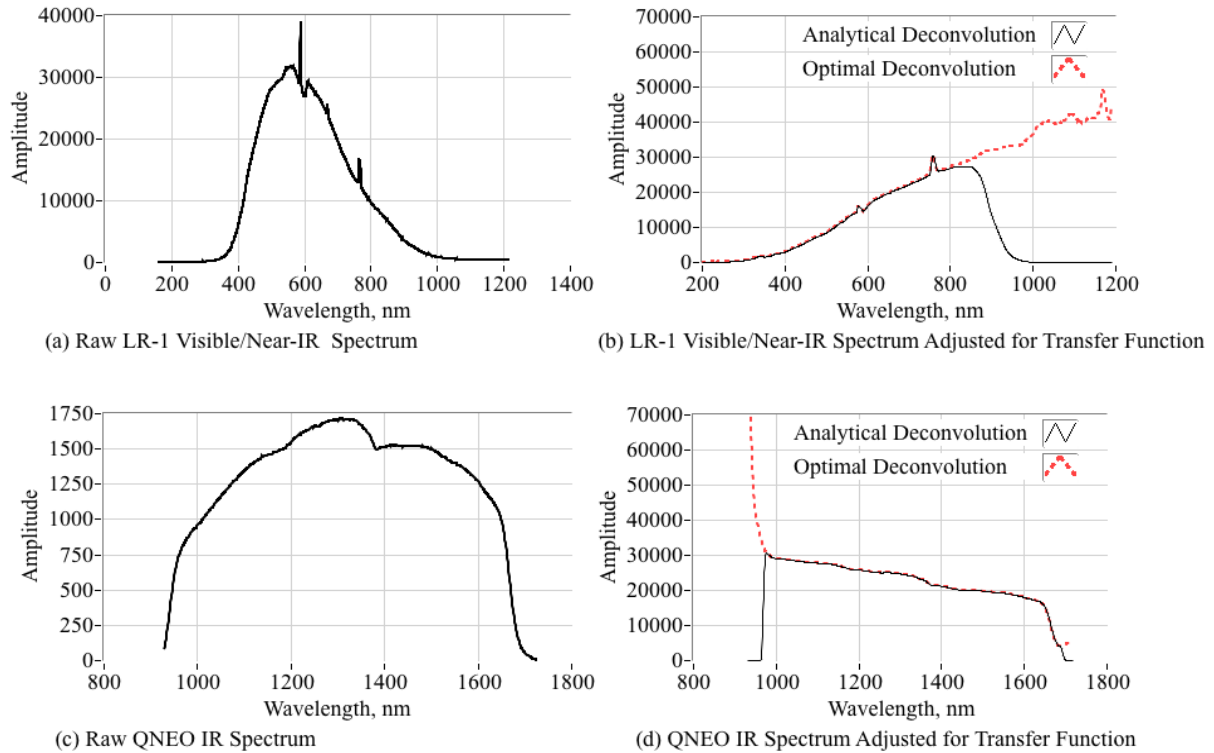 40000
30000
20000
10000
0
Amplitude
0 200 400 600 800 1000 1200 1400
Wavelength, nm
(a) Raw LR-1 Visible/Near-IR Spectrum
70000
60000
50000
40000
30000
20000
10000
0
Amplitude
Analytical Deconvolution
Optimal Deconvolution
200 400 600 800 1000 1200
Wavelength, nm
(b) LR-1 Visible/Near-IR Spectrum Adjusted for Transfer Function
1750
1500
1250
1000
750
500
250
0
Amplitude
800 1000 1200 1400 1600 1800
Wavelength, nm
(c) Raw QNEO IR Spectrum
70000
60000
50000
40000
30000
20000
10000
0
Amplitude
Analytical Deconvolution
Optimal Deconvolution
800 1000 1200 1400 1600 1800
Wavelength, nm
(d) QNEO IR Spectrum Adjusted for Transfer Function